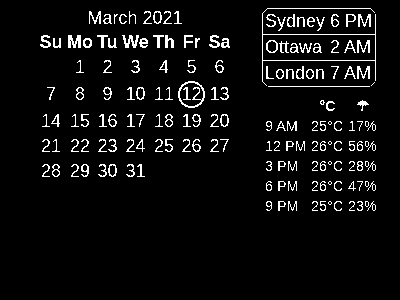 March 2021
Su Mo Tu We Th Fr Sa
1 2 3 4 5 6
7 8 9 10 11 12 13
14 15 16 17 18 19 20
21 22 23 24 25 26 27
28 29 30 31
Sydney 6 PM
Ottawa 2 AM
London 7 AM
°C ☂
9 AM 25°C 17%
12 PM 26°C 56%
3 PM 26°C 28%
6 PM 26°C 47%
9 PM 25°C 23%